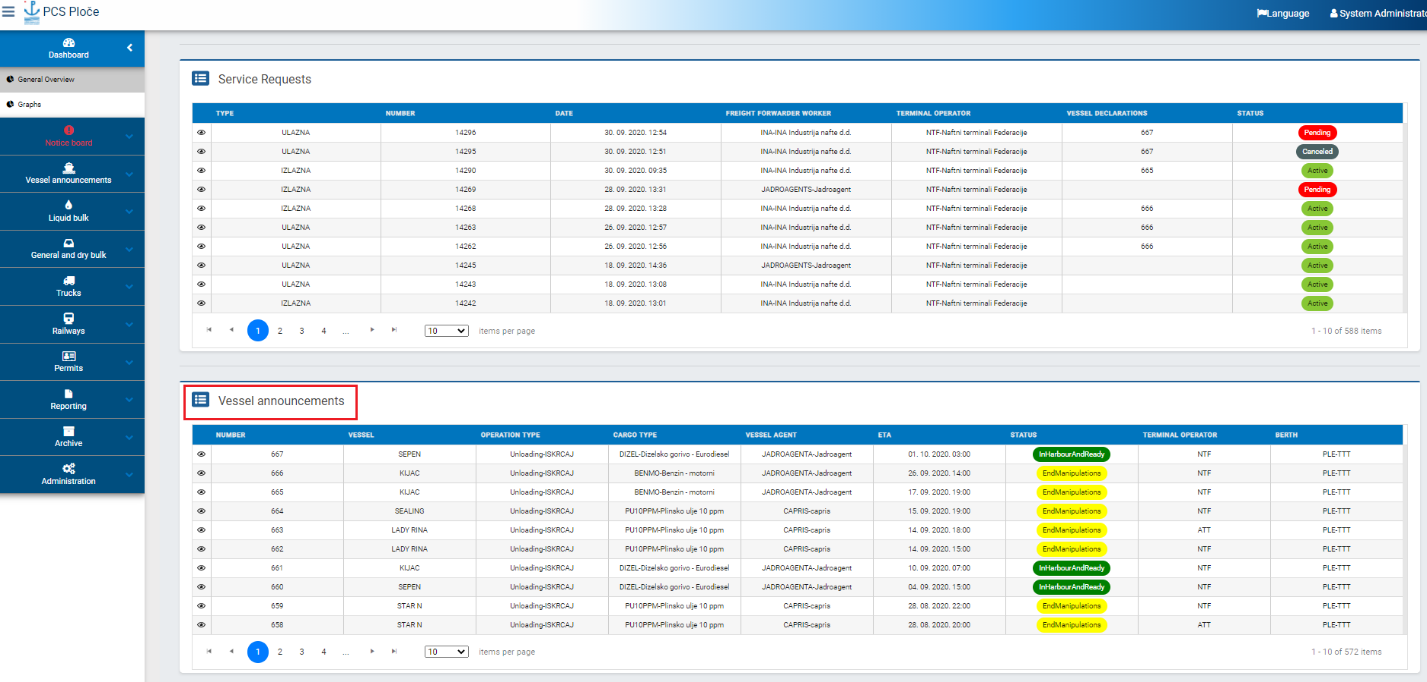 PCS Ploče
Language System Administrato
Dashboard
General Overview
Graphs
Notice board
Vessel announcements
Liquid bulk
General and dry bulk
Trucks
Railways
Permits
Reporting
Archive
Administration
Service Requests
TYPE NUMBER DATE FREIGHT FORWARDER WORKER TERMINAL OPERATOR VESSEL DECLARATIONS STATUS
ULAZNA 14296 30. 09. 2020. 12:54 INA-INA Industrija nafte d.d. NTF-Naftni terminali Federacije 667 Pending
ULAZNA 14295 30. 09. 2020. 12:51 INA-INA Industrija nafte d.d. NTF-Naftni terminali Federacije 667 Canceled
IZLAZNA 14290 30. 09. 2020. 09:35 INA-INA Industrija nafte d.d. NTF-Naftni terminali Federacije 665 Active
IZLAZNA 14269 28. 09. 2020. 13:31 JADROAGENTS-Jadroagent NTF-Naftni terminali Federacije Pending
IZLAZNA 14268 28. 09. 2020. 13:28 INA-INA Industrija nafte d.d. NTF-Naftni terminali Federacije 666 Active
ULAZNA 14263 26. 09. 2020. 12:57 INA-INA Industrija nafte d.d. NTF-Naftni terminali Federacije 666 Active
ULAZNA 14262 26. 09. 2020. 12:56 INA-INA Industrija nafte d.d. NTF-Naftni terminali Federacije 666 Active
ULAZNA 14245 18. 09. 2020. 14:36 JADROAGENTS-Jadroagent NTF-Naftni terminali Federacije Active
ULAZNA 14243 18. 09. 2020. 13:08 INA-INA Industrija nafte d.d. NTF-Naftni terminali Federacije Active
IZLAZNA 14242 18. 09. 2020. 13:01 INA-INA Industrija nafte d.d. NTF-Naftni terminali Federacije Active
1 2 3 4 ... 10 items per page 1 - 10 of 588 items
Vessel announcements
NUMBER VESSEL OPERATION TYPE CARGO TYPE VESSEL AGENT ETA STATUS TERMINAL OPERATOR BERTH
667 SEPEN Unloading-ISKRCAJ DIZEL-Dizelsko gorivo - Eurodiesel JADROAGENTA-Jadroagent 01. 10. 2020. 03:00 InHarbourAndReady NTF PLE-TTT
666 KIJAC Unloading-ISKRCAJ BENMO-Benzin - motorni JADROAGENTA-Jadroagent 26. 09. 2020. 14:00 EndManipulations NTF PLE-TTT
665 KIJAC Unloading-ISKRCAJ BENMO-Benzin - motorni JADROAGENTA-Jadroagent 17. 09. 2020. 19:00 EndManipulations NTF PLE-TTT
664 SEALING Unloading-ISKRCAJ PU10PPM-Plinsko ulje 10 ppm CAPRIS-capris 15. 09. 2020. 19:00 EndManipulations NTF PLE-TTT
663 LADY RINA Unloading-ISKRCAJ PU10PPM-Plinsko ulje 10 ppm CAPRIS-capris 14. 09. 2020. 18:00 EndManipulations ATT PLE-TTT
662 LADY RINA Unloading-ISKRCAJ PU10PPM-Plinsko ulje 10 ppm CAPRIS-capris 14. 09. 2020. 15:00 EndManipulations NTF PLE-TTT
661 KIJAC Unloading-ISKRCAJ DIZEL-Dizelsko gorivo - Eurodiesel JADROAGENTA-Jadroagent 10. 09. 2020. 07:00 InHarbourAndReady NTF PLE-TTT
660 SEPEN Unloading-ISKRCAJ DIZEL-Dizelsko gorivo - Eurodiesel JADROAGENTA-Jadroagent 04. 09. 2020. 15:00 InHarbourAndReady NTF PLE-TTT
659 STAR N Unloading-ISKRCAJ PU10PPM-Plinsko ulje 10 ppm CAPRIS-capris 28. 08. 2020. 22:00 EndManipulations NTF PLE-TTT
658 STAR N Unloading-ISKRCAJ PU10PPM-Plinsko ulje 10 ppm CAPRIS-capris 28. 08. 2020. 20:00 EndManipulations ATT PLE-TTT
1 2 3 4 ... 10 items per page 1 - 10 of 572 items